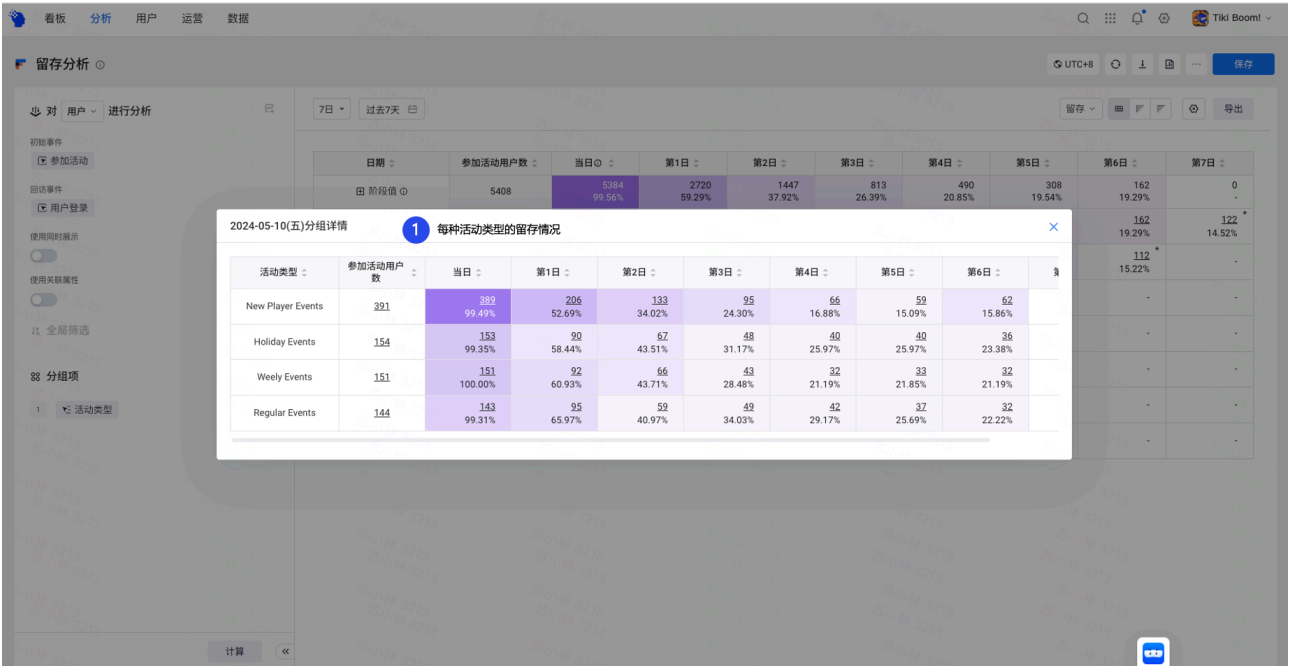 看板 分析 用户 运营 数据 Tiki Boom!
留存分析 UTC+8 保存
对 用户 进行分析 7日 过去7天 留存 导出
初始事件
参加活动
回访事件
用户登录
使用同时展示
使用关联属性
全局筛选
分组项
1 活动类型
计算
日期 参加活动用户数 当日 第1日 第2日 第3日 第4日 第5日 第6日 第7日
阶段值 5408 5384 2720 1447 813 490 308 162 0
99.56% 59.29% 37.92% 26.39% 20.85% 19.54% 19.29% -
162 122 *
19.29% 14.52%
112 * -
15.22%
- -
- -
- -
- -
- -
2024-05-10(五)分组详情 1 每种活动类型的留存情况
活动类型 参加活动用户数 当日 第1日 第2日 第3日 第4日 第5日 第6日
New Player Events 391 389 206 133 95 66 59 62
99.49% 52.69% 34.02% 24.30% 16.88% 15.09% 15.86%
Holiday Events 154 153 90 67 48 40 40 36
99.35% 58.44% 43.51% 31.17% 25.97% 25.97% 23.38%
Weely Events 151 151 92 66 43 32 33 32
100.00% 60.93% 43.71% 28.48% 21.19% 21.85% 21.19%
Regular Events 144 143 95 59 49 42 37 32
99.31% 65.97% 40.97% 34.03% 29.17% 25.69% 22.22%